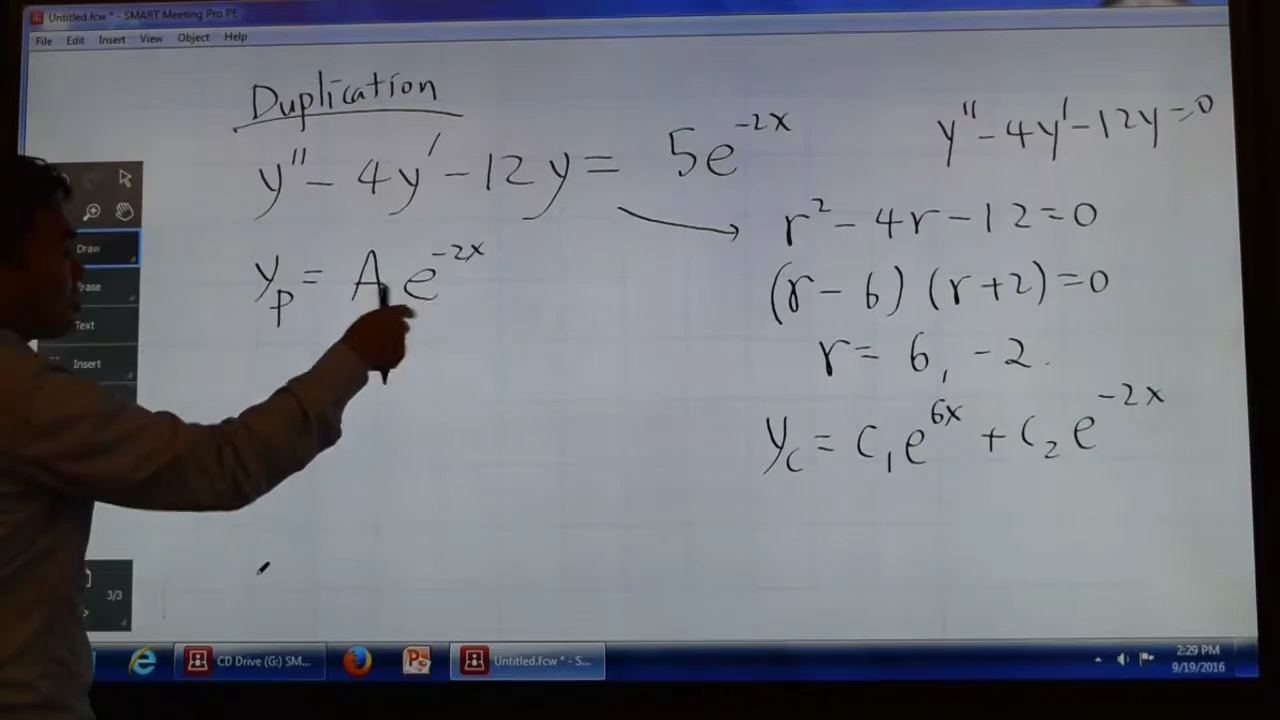 Untitled.fcw * - SMART Meeting Pro PE
File Edit Insert View Object Help
Duplication
y'' - 4y' - 12y = 5e^{-2x}
y_p = A e^{-2x}
y'' - 4y' - 12y = 0
r² - 4r - 12 = 0
(r - 6) (r + 2) = 0
r = 6, -2.
y_c = c₁e^{6x} + c₂e^{-2x}
Draw
rase
Text
Insert
3/3
CD Drive (G:) SM...
Untitled.fcw * - S...
2:29 PM
9/19/2016